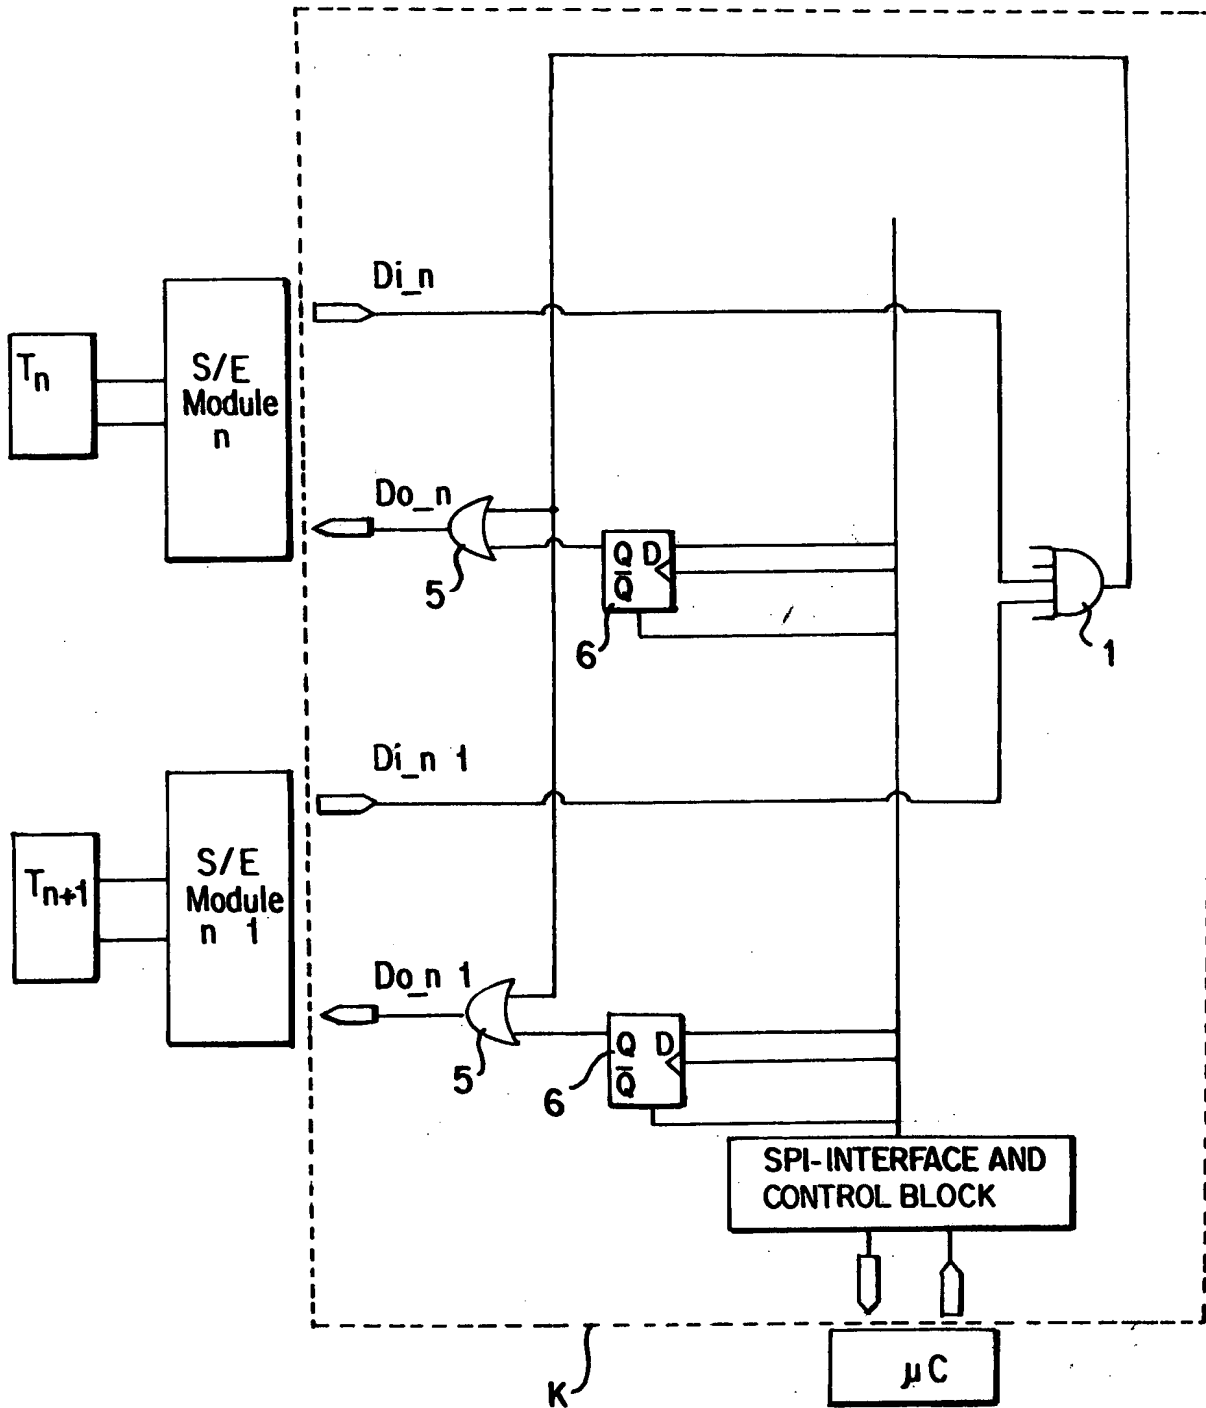 Di_n
Tn
S/E
Module
n
Do_n
5
Q D
Q̅
6
1
Di_n 1
Tn+1
S/E
Module
n 1
Do_n 1
5
Q D
Q̅
6
SPI-INTERFACE AND
CONTROL BLOCK
K
μC